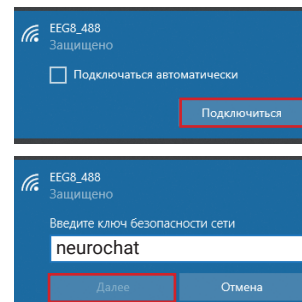 EEG8_488
Защищено
Подключаться автоматически
Подключиться
EEG8_488
Защищено
Введите ключ безопасности сети
neurochat
Далее
Отмена